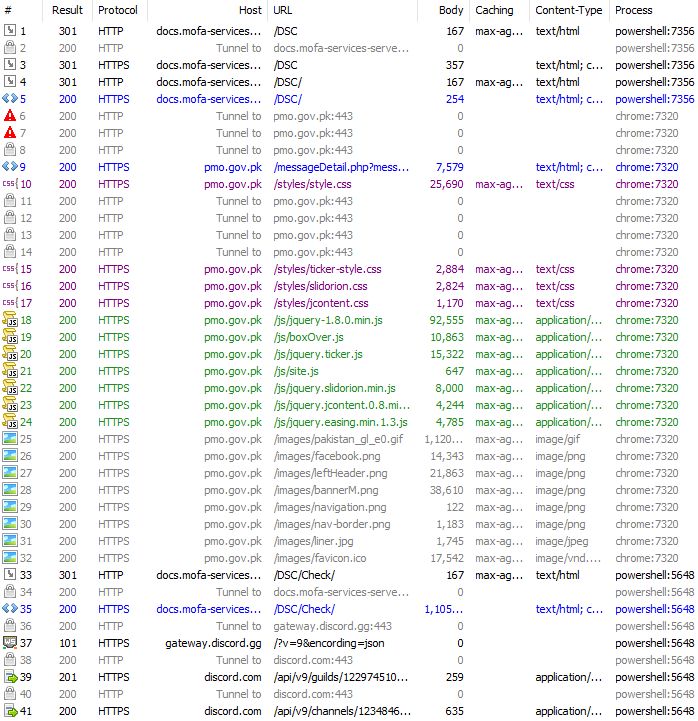 # Result Protocol Host URL Body Caching Content-Type Process
1 301 HTTP docs.mofa-services... /DSC 167 max-ag... text/html powershell:7356
2 200 HTTP Tunnel to docs.mofa-services-serve... 0 powershell:7356
3 301 HTTPS docs.mofa-services... /DSC 357 text/html; c... powershell:7356
4 301 HTTP docs.mofa-services... /DSC/ 167 max-ag... text/html powershell:7356
5 200 HTTPS docs.mofa-services... /DSC/ 254 text/html; c... powershell:7356
6 200 HTTP Tunnel to pmo.gov.pk:443 0 chrome:7320
7 200 HTTP Tunnel to pmo.gov.pk:443 0 chrome:7320
8 200 HTTP Tunnel to pmo.gov.pk:443 0 chrome:7320
9 200 HTTPS pmo.gov.pk /messageDetail.php?mess... 7,579 text/html; c... chrome:7320
10 200 HTTPS pmo.gov.pk /styles/style.css 25,690 max-ag... text/css chrome:7320
11 200 HTTP Tunnel to pmo.gov.pk:443 0 chrome:7320
12 200 HTTP Tunnel to pmo.gov.pk:443 0 chrome:7320
13 200 HTTP Tunnel to pmo.gov.pk:443 0 chrome:7320
14 200 HTTP Tunnel to pmo.gov.pk:443 0 chrome:7320
15 200 HTTPS pmo.gov.pk /styles/ticker-style.css 2,884 max-ag... text/css chrome:7320
16 200 HTTPS pmo.gov.pk /styles/slidorion.css 2,824 max-ag... text/css chrome:7320
17 200 HTTPS pmo.gov.pk /styles/jcontent.css 1,170 max-ag... text/css chrome:7320
18 200 HTTPS pmo.gov.pk /js/jquery-1.8.0.min.js 92,555 max-ag... application/... chrome:7320
19 200 HTTPS pmo.gov.pk /js/boxOver.js 10,863 max-ag... application/... chrome:7320
20 200 HTTPS pmo.gov.pk /js/jquery.ticker.js 15,322 max-ag... application/... chrome:7320
21 200 HTTPS pmo.gov.pk /js/site.js 647 max-ag... application/... chrome:7320
22 200 HTTPS pmo.gov.pk /js/jquery.slidorion.min.js 8,000 max-ag... application/... chrome:7320
23 200 HTTPS pmo.gov.pk /js/jquery.jcontent.0.8.mi... 4,244 max-ag... application/... chrome:7320
24 200 HTTPS pmo.gov.pk /js/jquery.easing.min.1.3.js 4,785 max-ag... application/... chrome:7320
25 200 HTTPS pmo.gov.pk /images/pakistan_gl_e0.gif 1,120... max-ag... image/gif chrome:7320
26 200 HTTPS pmo.gov.pk /images/facebook.png 14,343 max-ag... image/png chrome:7320
27 200 HTTPS pmo.gov.pk /images/leftHeader.png 21,863 max-ag... image/png chrome:7320
28 200 HTTPS pmo.gov.pk /images/bannerM.png 38,610 max-ag... image/png chrome:7320
29 200 HTTPS pmo.gov.pk /images/navigation.png 122 max-ag... image/png chrome:7320
30 200 HTTPS pmo.gov.pk /images/nav-border.png 1,183 max-ag... image/png chrome:7320
31 200 HTTPS pmo.gov.pk /images/liner.jpg 1,745 max-ag... image/jpeg chrome:7320
32 200 HTTPS pmo.gov.pk /images/favicon.ico 17,542 max-ag... image/vnd.... chrome:7320
33 301 HTTP docs.mofa-services... /DSC/Check/ 167 max-ag... text/html powershell:5648
34 200 HTTP Tunnel to docs.mofa-services-serve... 0 powershell:5648
35 200 HTTPS docs.mofa-services... /DSC/Check/ 1,105... text/html; c... powershell:5648
36 200 HTTP Tunnel to gateway.discord.gg:443 0 powershell:5648
37 101 HTTPS gateway.discord.gg /?v=9&encording=json 0 powershell:5648
38 200 HTTP Tunnel to discord.com:443 0 powershell:5648
39 201 HTTPS discord.com /api/v9/guilds/122974510... 259 application/... powershell:5648
40 200 HTTP Tunnel to discord.com:443 0 powershell:5648
41 200 HTTPS discord.com /api/v9/channels/1234846... 635 application/... powershell:5648